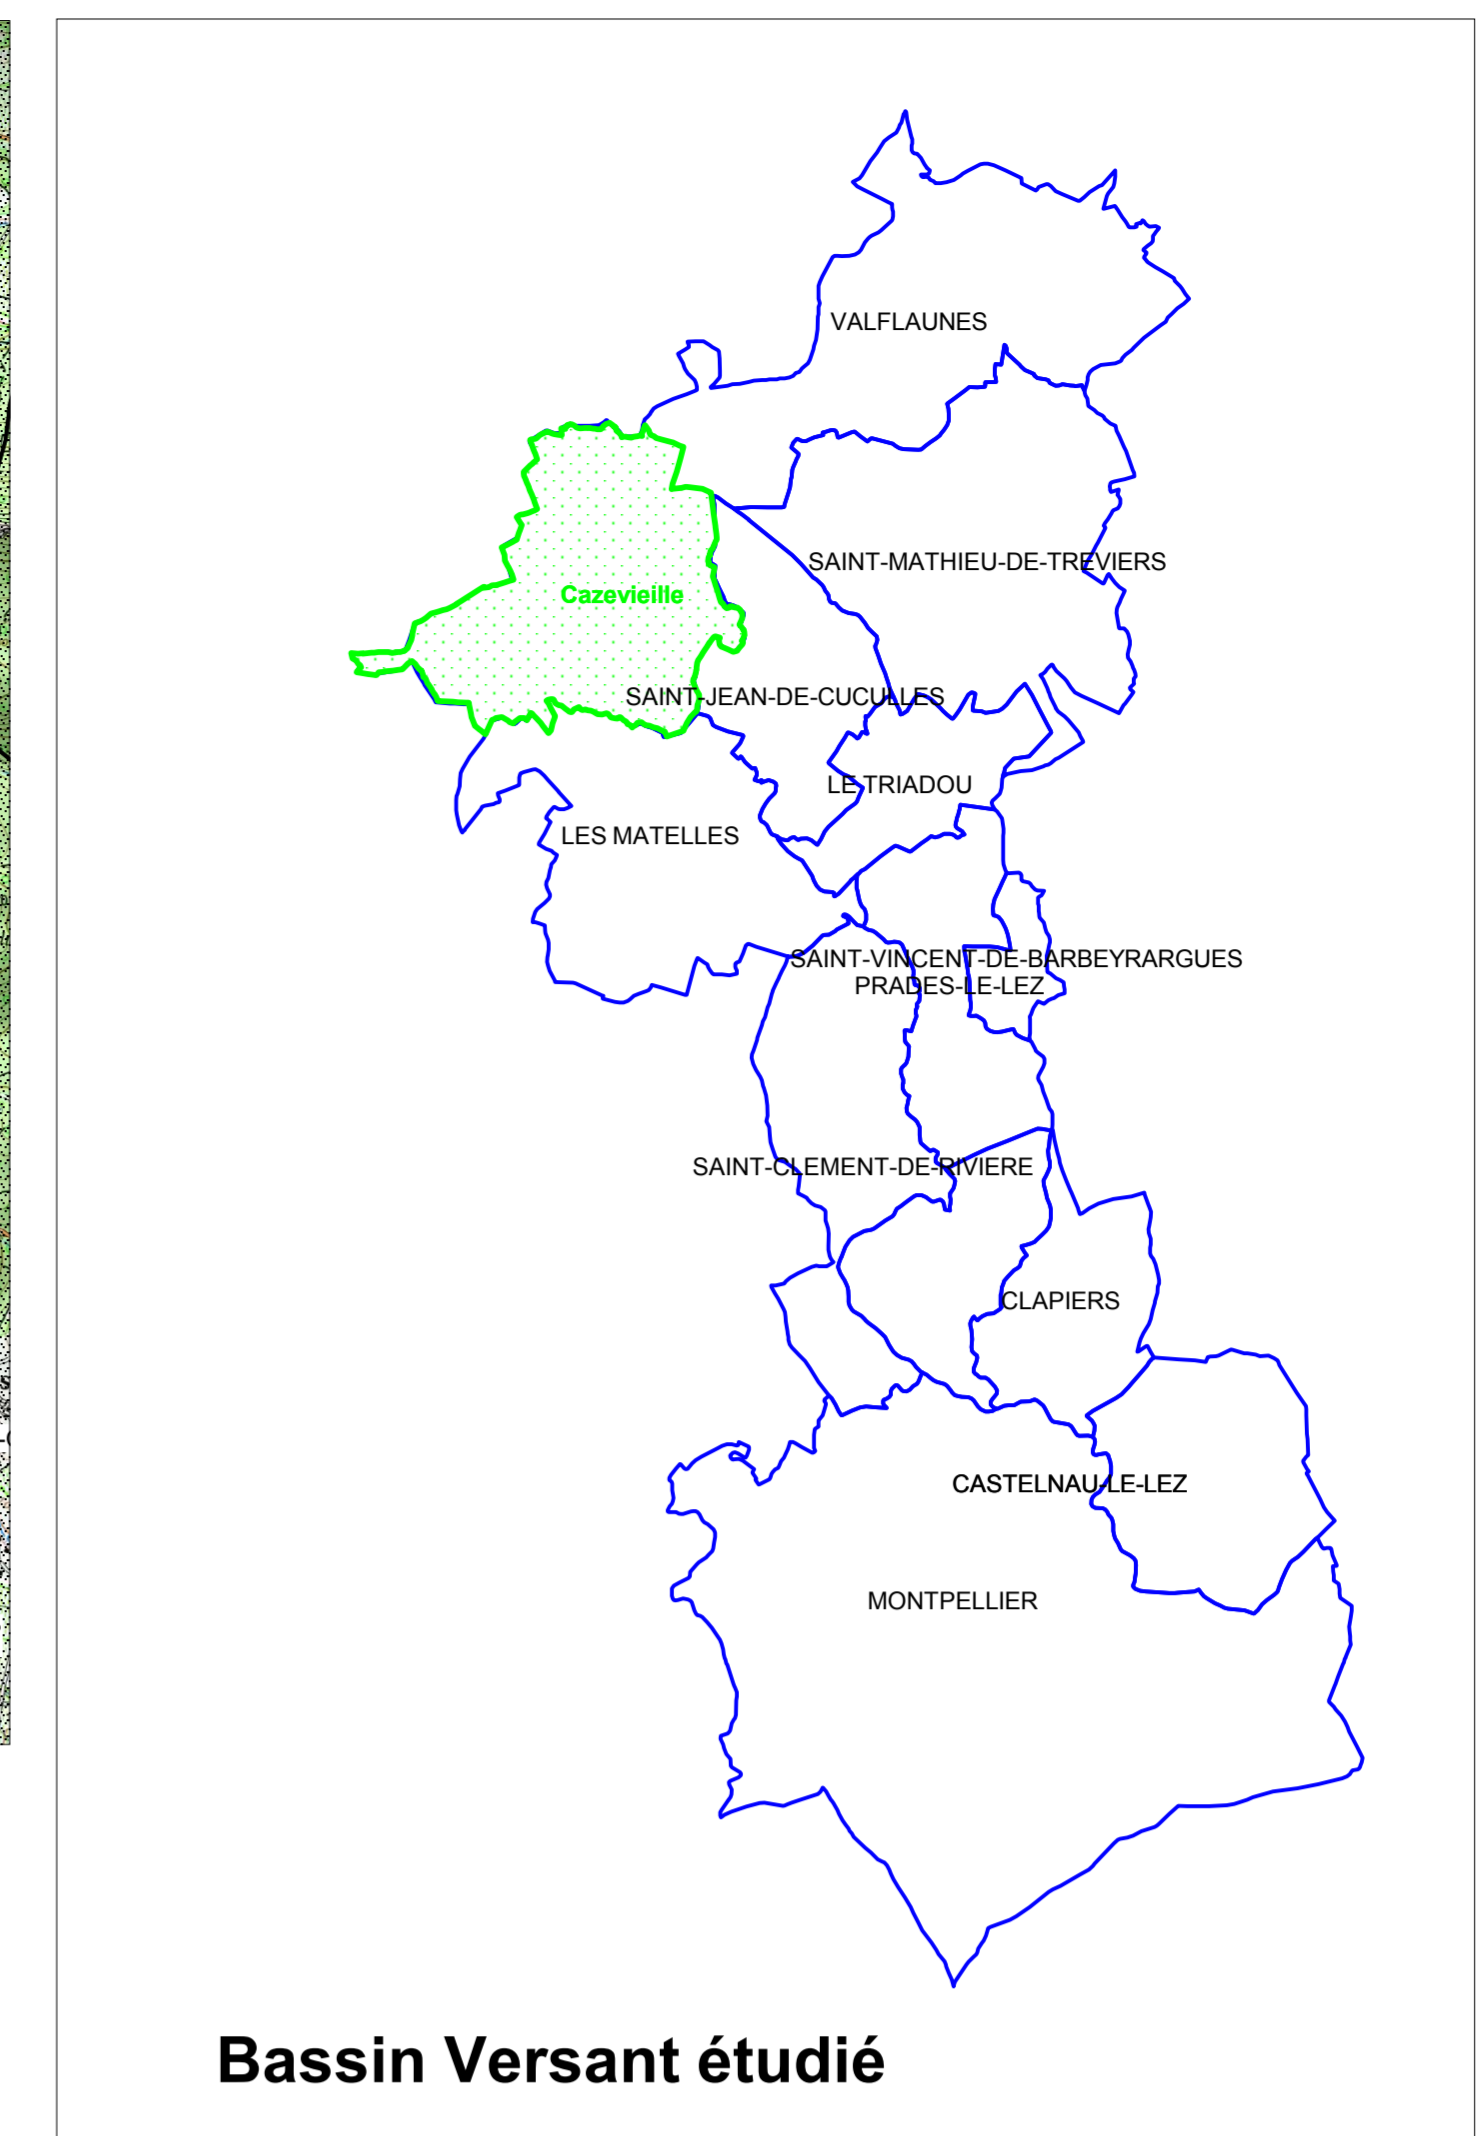 VALFLAUNES
SAINT-MATHIEU-DE-TREVIERS
Cazevieille
SAINT-JEAN-DE-CUCULLES
LE TRIADOU
LES MATELLES
SAINT-VINCENT-DE-BARBEYRARGUES
PRADES-LE-LEZ
SAINT-CLEMENT-DE-RIVIERE
CLAPIERS
CASTELNAU-LE-LEZ
MONTPELLIER
Bassin Versant étudié